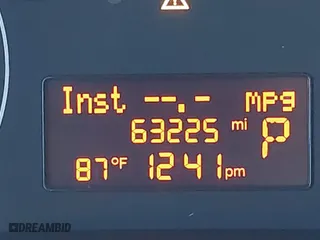 Inst --.- mpg
63225 mi P
87°F 12:41 pm
DREAMBID